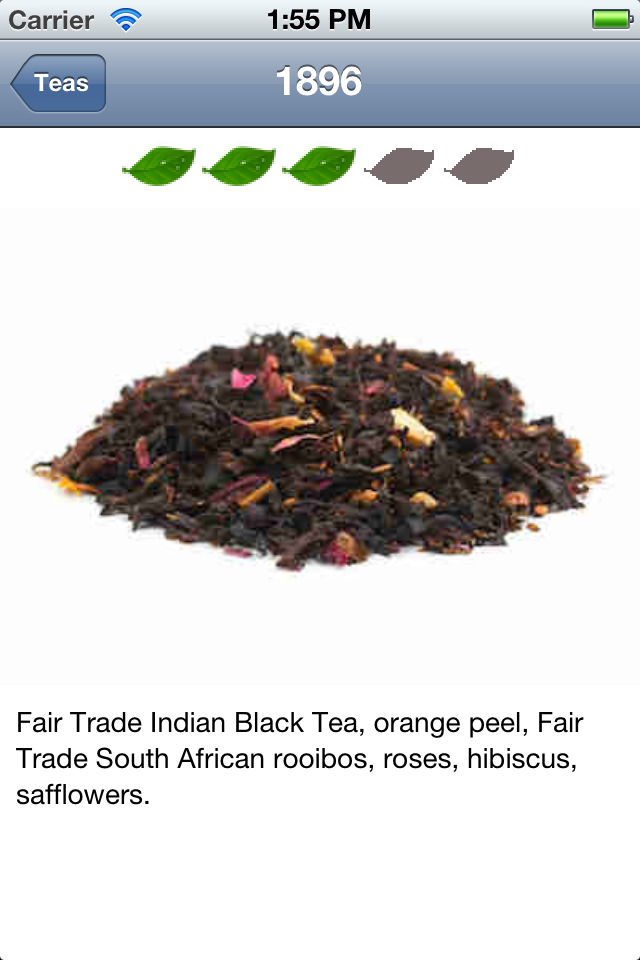 Carrier 1:55 PM
Teas 1896
Fair Trade Indian Black Tea, orange peel, Fair
Trade South African rooibos, roses, hibiscus,
safflowers.